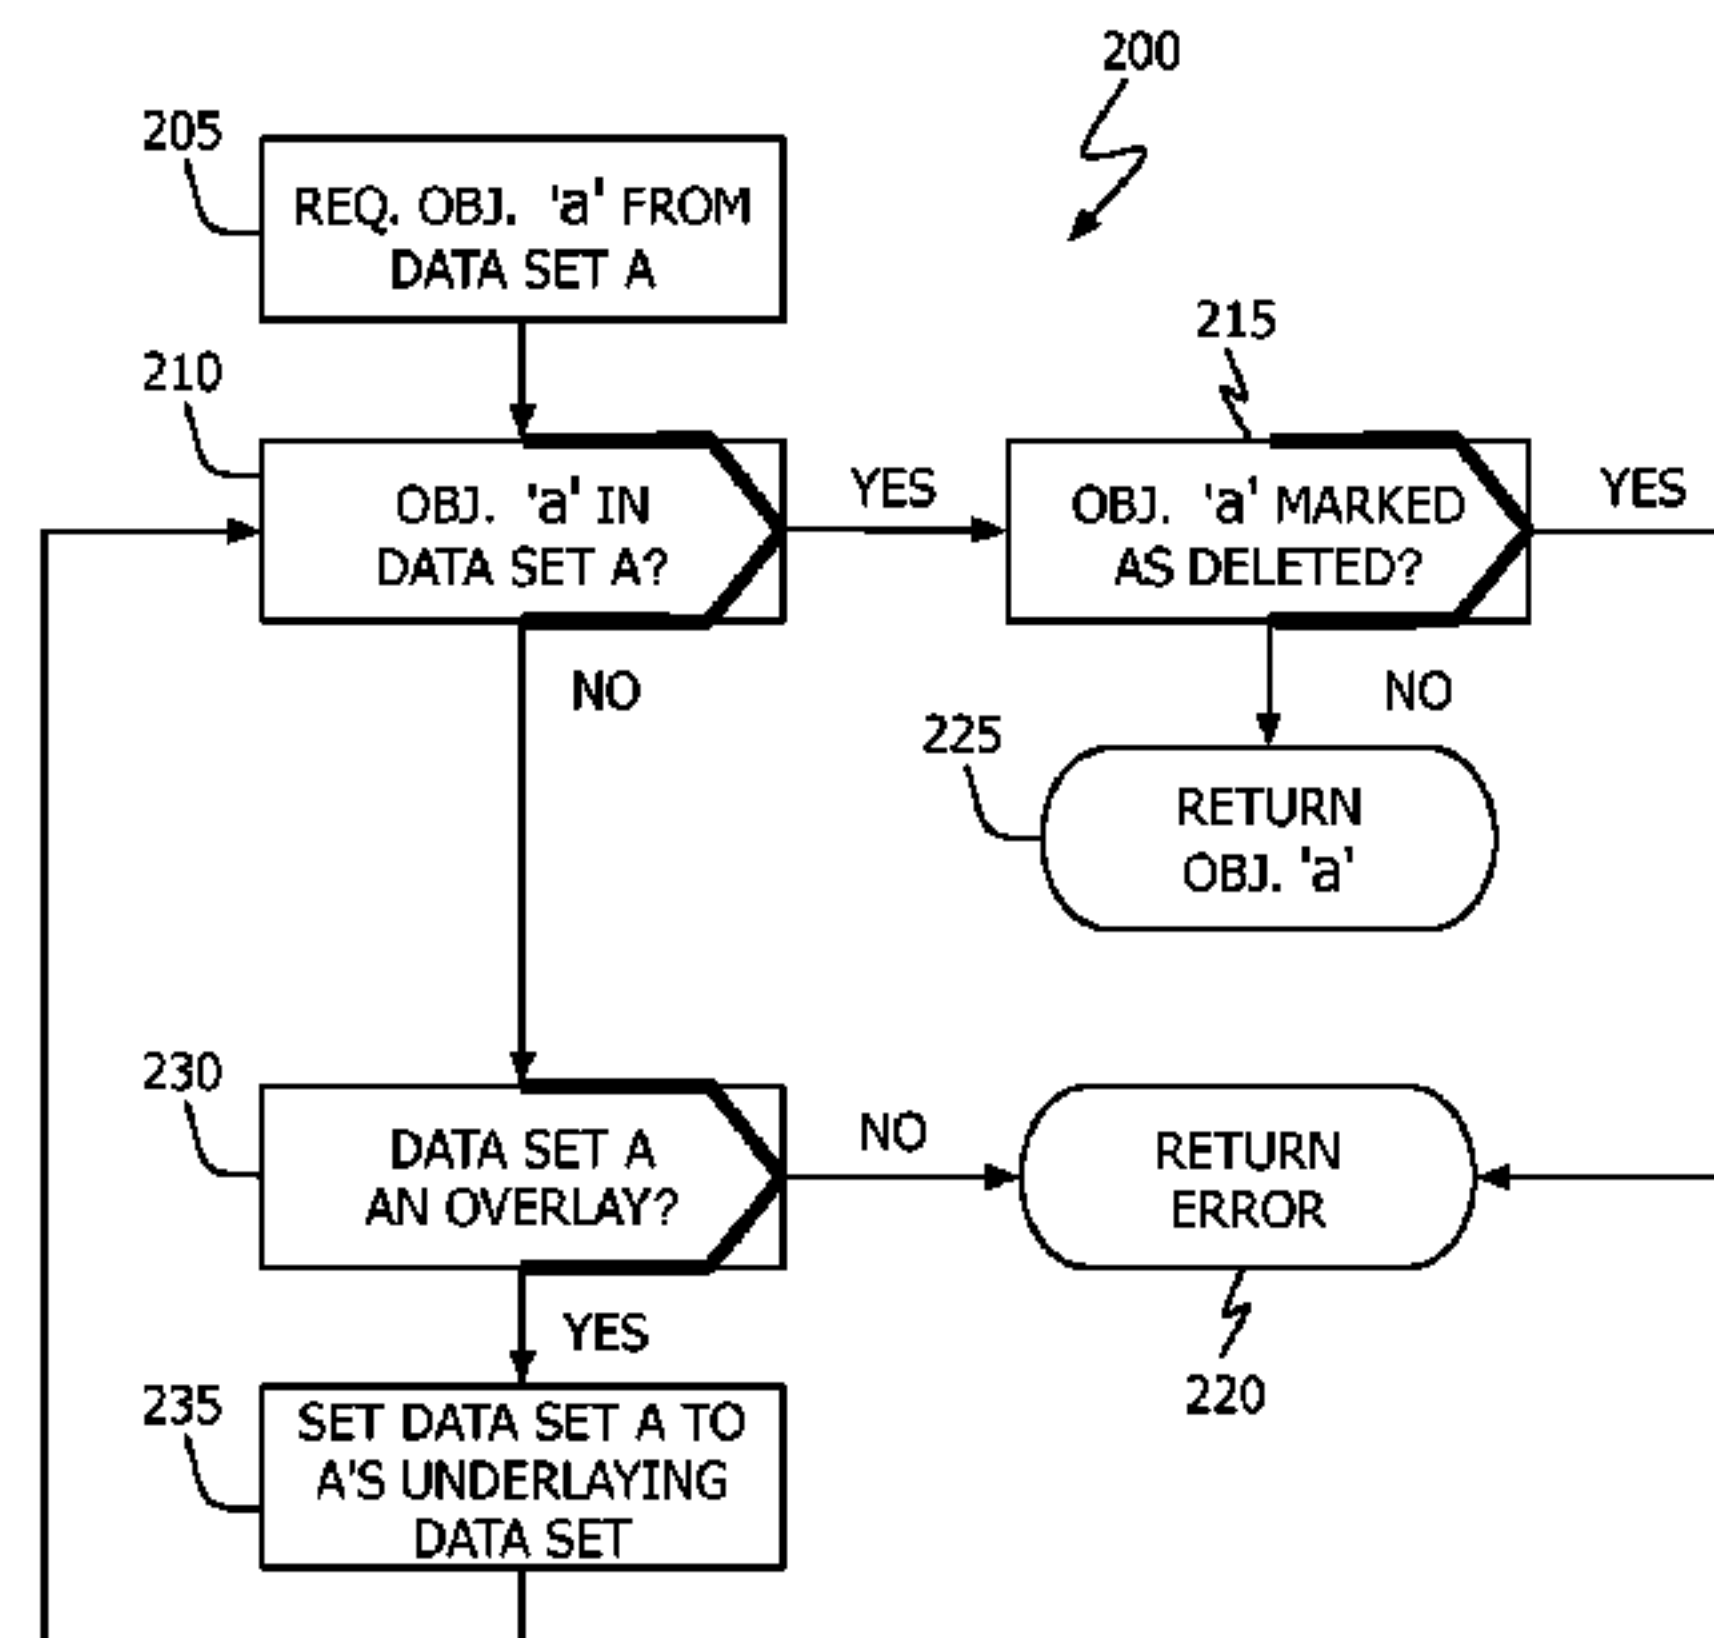 200
205
REQ. OBJ. 'a' FROM
DATA SET A
210
OBJ. 'a' IN
DATA SET A?
YES
215
OBJ. 'a' MARKED
AS DELETED?
YES
NO
NO
225
RETURN
OBJ. 'a'
230
DATA SET A
AN OVERLAY?
NO
RETURN
ERROR
220
YES
235
SET DATA SET A TO
A'S UNDERLAYING
DATA SET